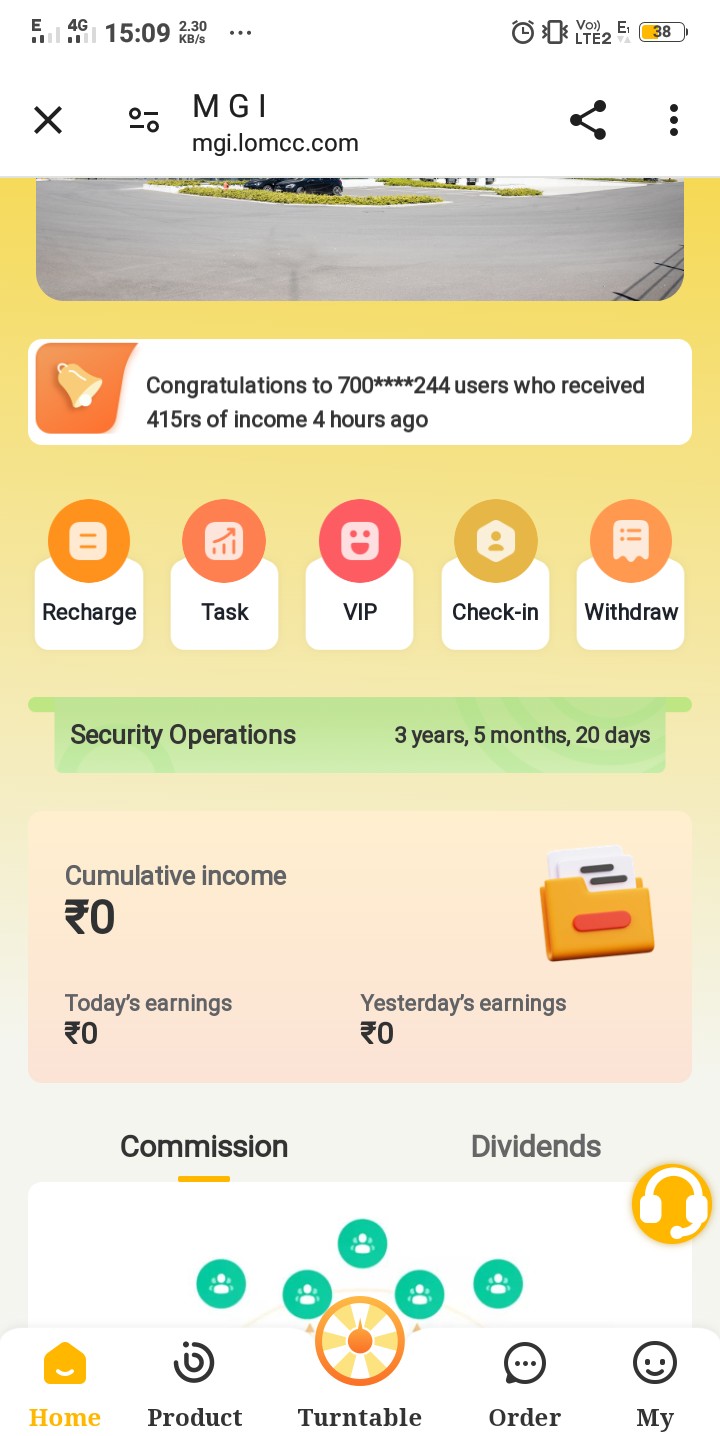 E 4G 15:09 2.30 KB/s ... Vo)) LTE2 E 38
M G I
mgi.lomcc.com
Congratulations to 700****244 users who received
415rs of income 4 hours ago
Recharge Task VIP Check-in Withdraw
Security Operations 3 years, 5 months, 20 days
Cumulative income
₹0
Today's earnings Yesterday's earnings
₹0 ₹0
Commission Dividends
Home Product Turntable Order My